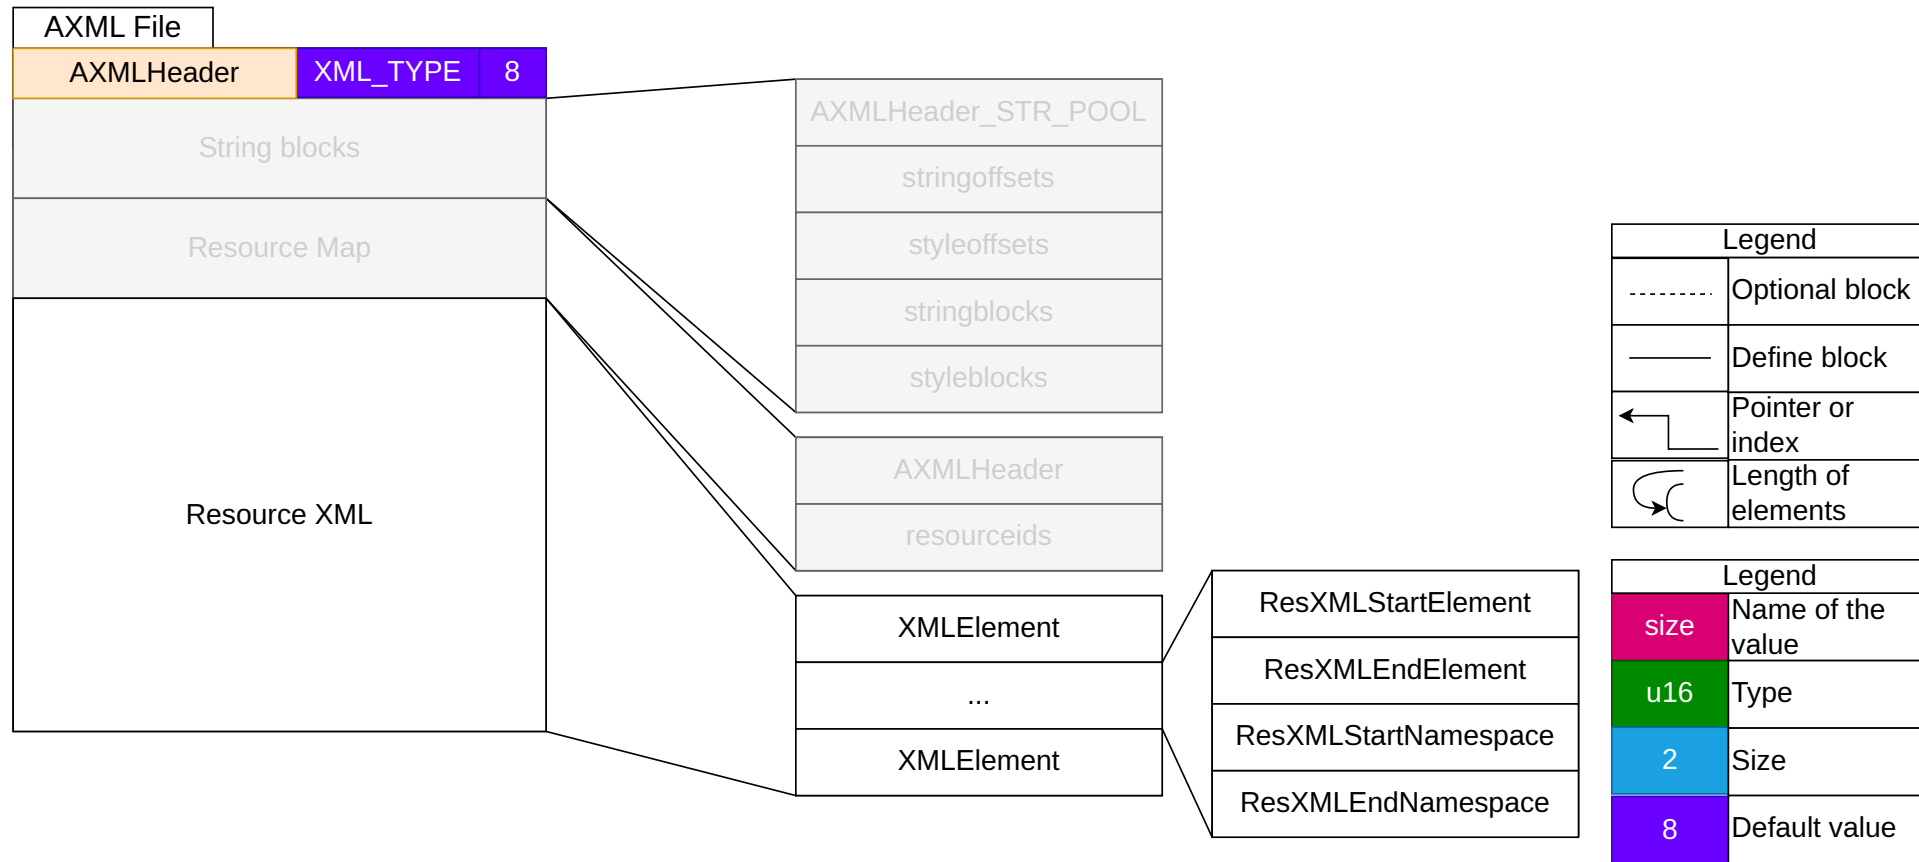 AXML File
AXMLHeader
XML_TYPE
8
String blocks
Resource Map
Resource XML
AXMLHeader_STR_POOL
stringoffsets
styleoffsets
stringblocks
styleblocks
AXMLHeader
resourceids
XMLElement
...
XMLElement
ResXMLStartElement
ResXMLEndElement
ResXMLStartNamespace
ResXMLEndNamespace
Legend
Optional block
Define block
Pointer or
index
Length of
elements
Legend
size
Name of the
value
u16
Type
2
Size
8
Default value